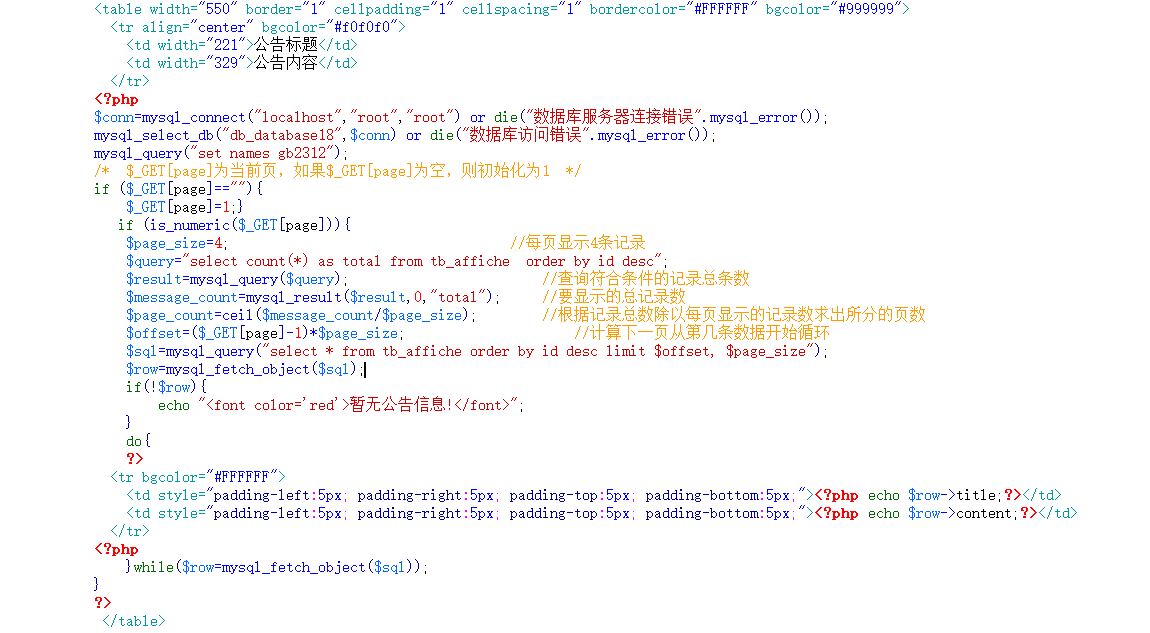 <table width="550" border="1" cellpadding="1" cellspacing="1" bordercolor="#FFFFFF" bgcolor="#999999">
<tr align="center" bgcolor="#f0f0f0">
<td width="221">公告标题</td>
<td width="329">公告内容</td>
</tr>
<?php
$conn=mysql_connect("localhost","root","root") or die("数据库服务器连接错误".mysql_error());
mysql_select_db("db_database18",$conn) or die("数据库访问错误".mysql_error());
mysql_query("set names gb2312");
/*  $_GET[page]为当前页，如果$_GET[page]为空，则初始化为1  */
if ($_GET[page]==""){
$_GET[page]=1;}
if (is_numeric($_GET[page])){
$page_size=4; //每页显示4条记录
$query="select count(*) as total from tb_affiche  order by id desc";
$result=mysql_query($query); //查询符合条件的记录总条数
$message_count=mysql_result($result,0,"total"); //要显示的总记录数
$page_count=ceil($message_count/$page_size); //根据记录总数除以每页显示的记录数求出所分的页数
$offset=($_GET[page]-1)*$page_size; //计算下一页从第几条数据开始循环
$sql=mysql_query("select * from tb_affiche order by id desc limit $offset, $page_size");
$row=mysql_fetch_object($sql);
if(!$row){
echo "<font color='red'>暂无公告信息!</font>";
}
do{
?>
<tr bgcolor="#FFFFFF">
<td style="padding-left:5px; padding-right:5px; padding-top:5px; padding-bottom:5px;"><?php echo $row->title;?></td>
<td style="padding-left:5px; padding-right:5px; padding-top:5px; padding-bottom:5px;"><?php echo $row->content;?></td>
</tr>
<?php
}while($row=mysql_fetch_object($sql));
}
?>
</table>